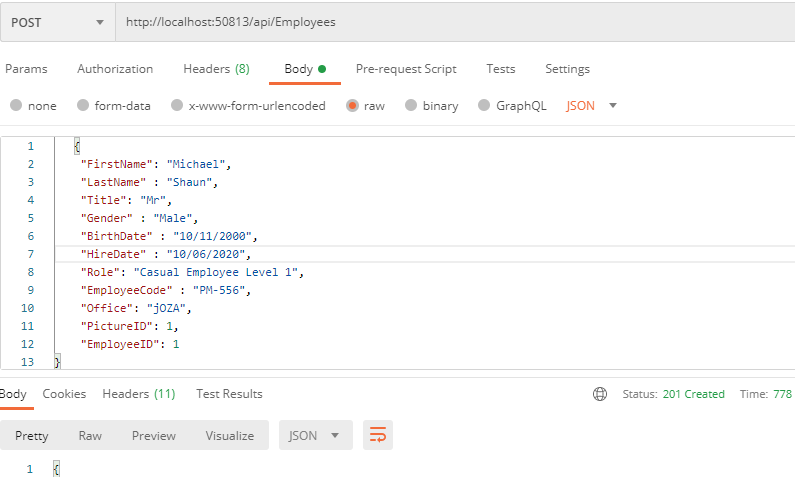 POST http://localhost:50813/api/Employees
Params Authorization Headers (8) Body Pre-request Script Tests Settings
none form-data x-www-form-urlencoded raw binary GraphQL JSON
1 {
2 "FirstName": "Michael",
3 "LastName" : "Shaun",
4 "Title": "Mr",
5 "Gender" : "Male",
6 "BirthDate" : "10/11/2000",
7 "HireDate" : "10/06/2020",
8 "Role": "Casual Employee Level 1",
9 "EmployeeCode" : "PM-556",
10 "Office": "jOZA",
11 "PictureID": 1,
12 "EmployeeID": 1
13 }
Body Cookies Headers (11) Test Results Status: 201 Created Time: 778
Pretty Raw Preview Visualize JSON
1 {